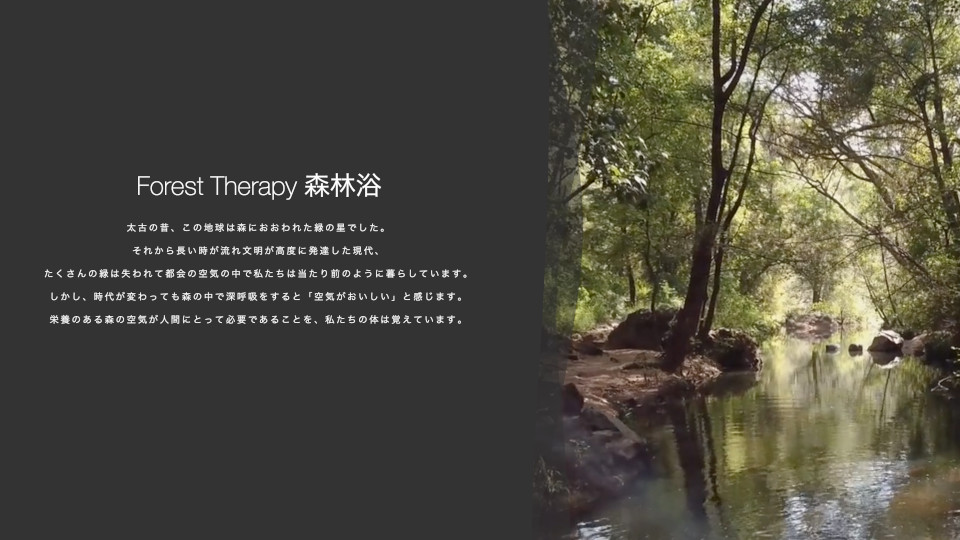 Forest Therapy 森林浴
太古の昔、この地球は森におおわれた緑の星でした。
それから長い時が流れ文明が高度に発達した現代、
たくさんの緑は失われて都会の空気の中で私たちは当たり前のように暮らしています。
しかし、時代が変わっても森の中で深呼吸をすると「空気がおいしい」と感じます。
栄養のある森の空気が人間にとって必要であることを、私たちの体は覚えています。